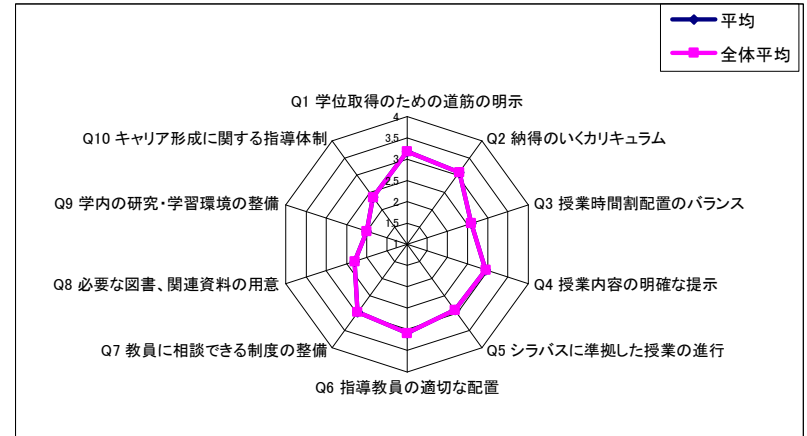 平均
全体平均
Q1 学位取得のための道筋の明示
Q10 キャリア形成に関する指導体制
Q2 納得のいくカリキュラム
Q9 学内の研究・学習環境の整備
Q3 授業時間割配置のバランス
Q8 必要な図書、関連資料の用意
Q4 授業内容の明確な提示
Q7 教員に相談できる制度の整備
Q5 シラバスに準拠した授業の進行
Q6 指導教員の適切な配置
4
3.5
3
2.5
2
1.5
1